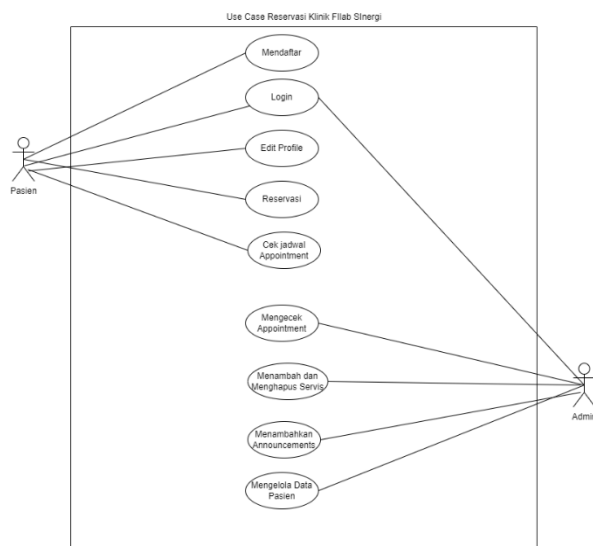 Use Case Reservasi Klinik FIlab SInergi
Mendaftar
Login
Edit Profile
Reservasi
Cek jadwal
Appointment
Pasien
Mengecek
Appointment
Menambah dan
Menghapus Servis
Menambahkan
Announcements
Mengelola Data
Pasien
Admin